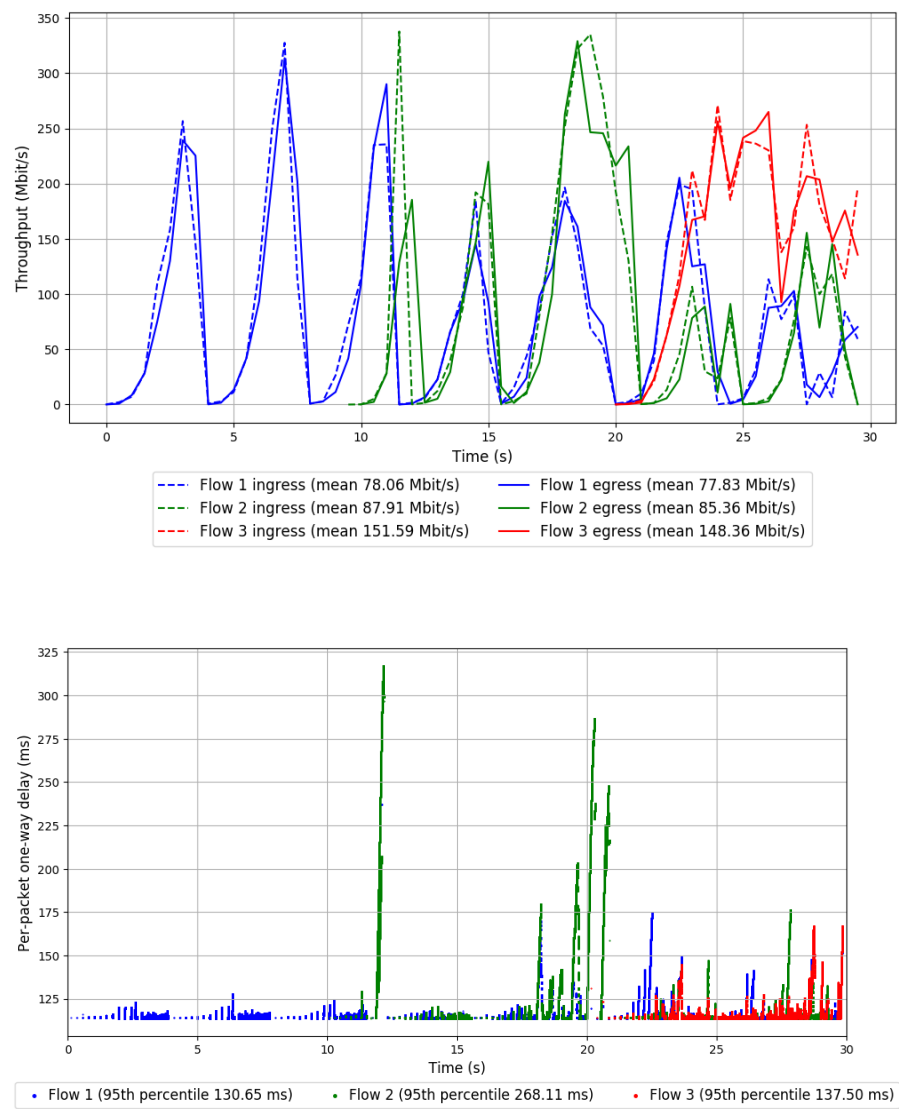 350
300
250
200
150
100
50
0
Throughput (Mbit/s)
0 5 10 15 20 25 30
Time (s)
Flow 1 ingress (mean 78.06 Mbit/s) Flow 1 egress (mean 77.83 Mbit/s)
Flow 2 ingress (mean 87.91 Mbit/s) Flow 2 egress (mean 85.36 Mbit/s)
Flow 3 ingress (mean 151.59 Mbit/s) Flow 3 egress (mean 148.36 Mbit/s)
325
300
275
250
225
200
175
150
125
Per-packet one-way delay (ms)
0 5 10 15 20 25 30
Time (s)
Flow 1 (95th percentile 130.65 ms) Flow 2 (95th percentile 268.11 ms) Flow 3 (95th percentile 137.50 ms)